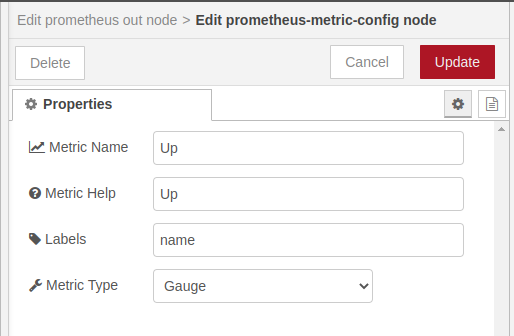 Edit prometheus out node > Edit prometheus-metric-config node
Delete Cancel Update
Properties
Metric Name Up
Metric Help Up
Labels name
Metric Type Gauge